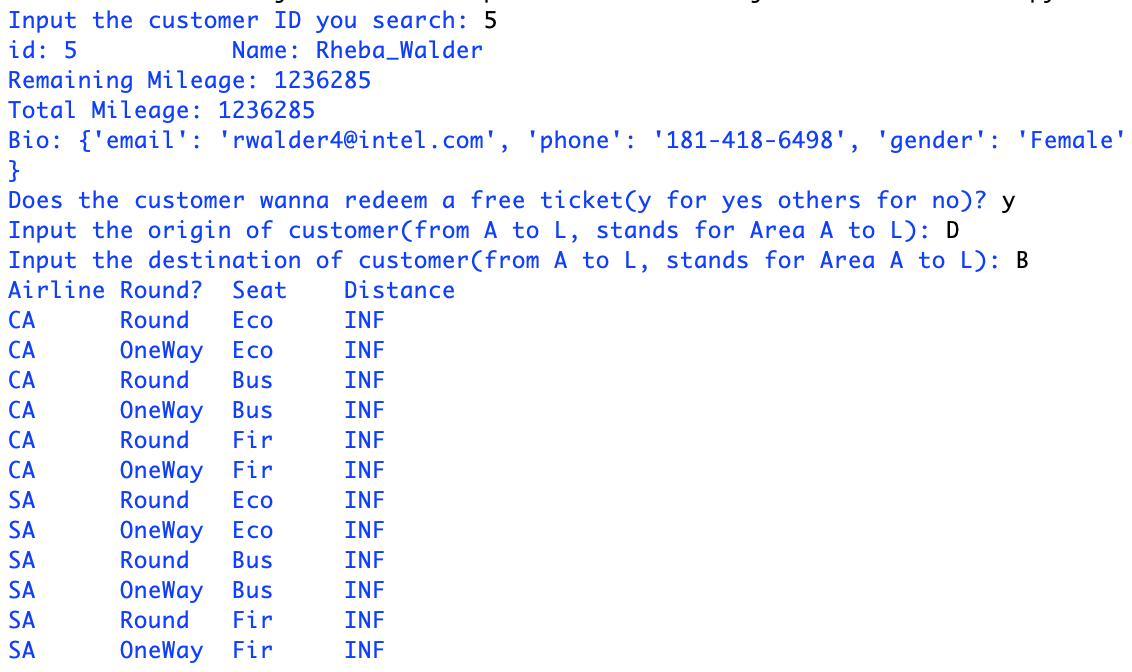 Input the customer ID you search: 5
id: 5 Name: Rheba_Walder
Remaining Mileage: 1236285
Total Mileage: 1236285
Bio: {'email': 'rwalder4@intel.com', 'phone': '181-418-6498', 'gender': 'Female'
}
Does the customer wanna redeem a free ticket(y for yes others for no)? y
Input the origin of customer(from A to L, stands for Area A to L): D
Input the destination of customer(from A to L, stands for Area A to L): B
Airline Round? Seat Distance
CA Round Eco INF
CA OneWay Eco INF
CA Round Bus INF
CA OneWay Bus INF
CA Round Fir INF
CA OneWay Fir INF
SA Round Eco INF
SA OneWay Eco INF
SA Round Bus INF
SA OneWay Bus INF
SA Round Fir INF
SA OneWay Fir INF